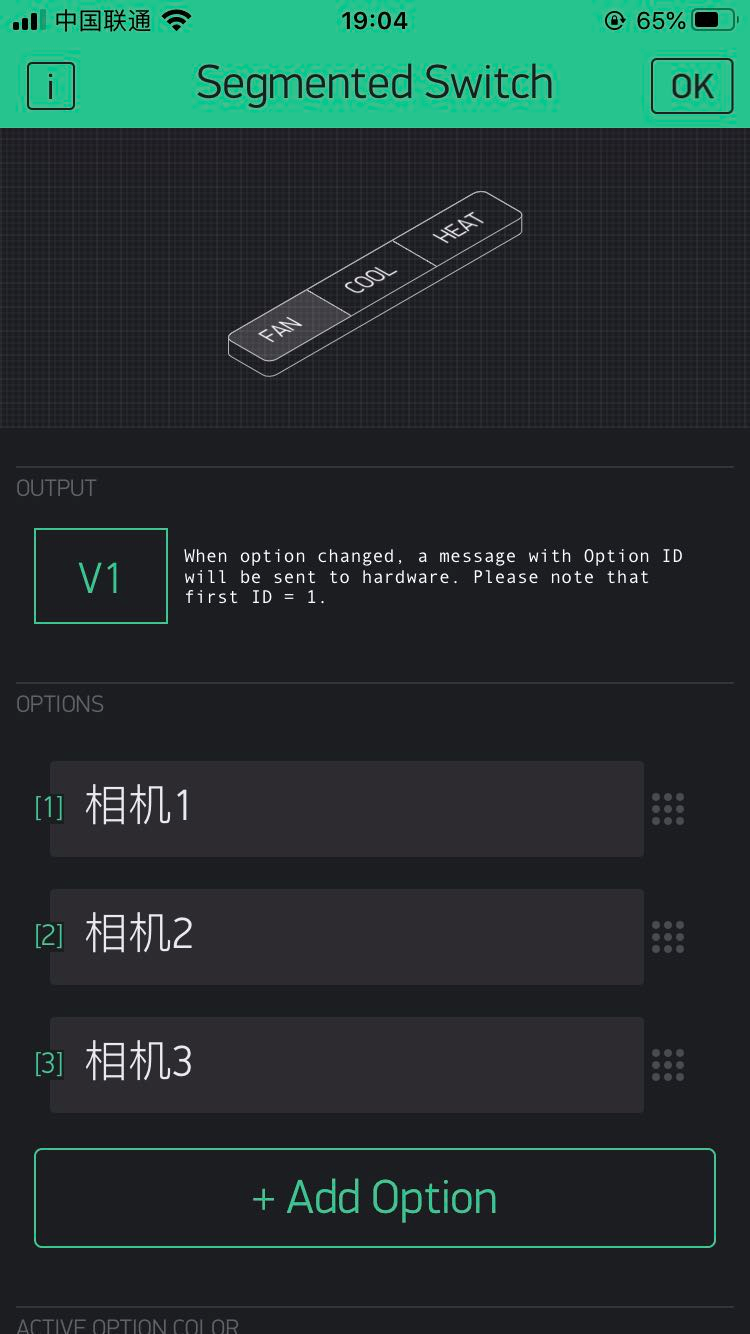 中国联通 19:04 65%
i Segmented Switch OK
HEAT
COOL
FAN
OUTPUT
V1
When option changed, a message with Option ID
will be sent to hardware. Please note that
first ID = 1.
OPTIONS
[1] 相机1
[2] 相机2
[3] 相机3
+ Add Option
ACTIVE OPTION COLOR